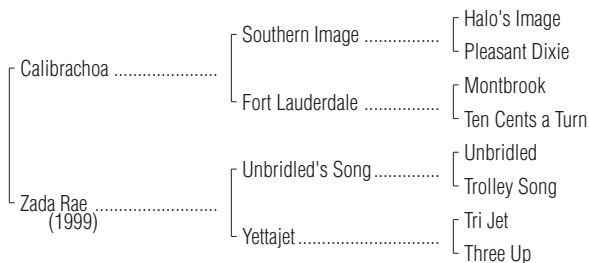 Halo's Image
Southern Image ................
Pleasant Dixie
Calibrachoa ......................
Montbrook
Fort Lauderdale ................
Ten Cents a Turn
Unbridled
Unbridled's Song..............
Trolley Song
Zada Rae ..........................
(1999)
Tri Jet
Yettajet..............................
Three Up